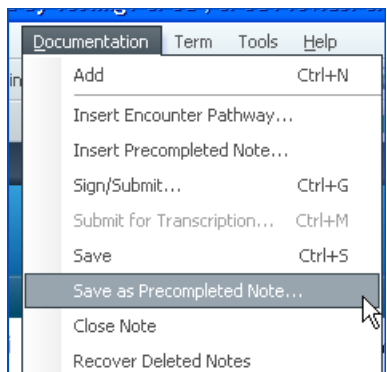 Documentation Term Tools Help
in Add Ctrl+N
Insert Encounter Pathway...
Insert Precompleted Note...
Sign/Submit... Ctrl+G
Submit for Transcription... Ctrl+M
Save Ctrl+S
Save as Precompleted Note...
Close Note
Recover Deleted Notes